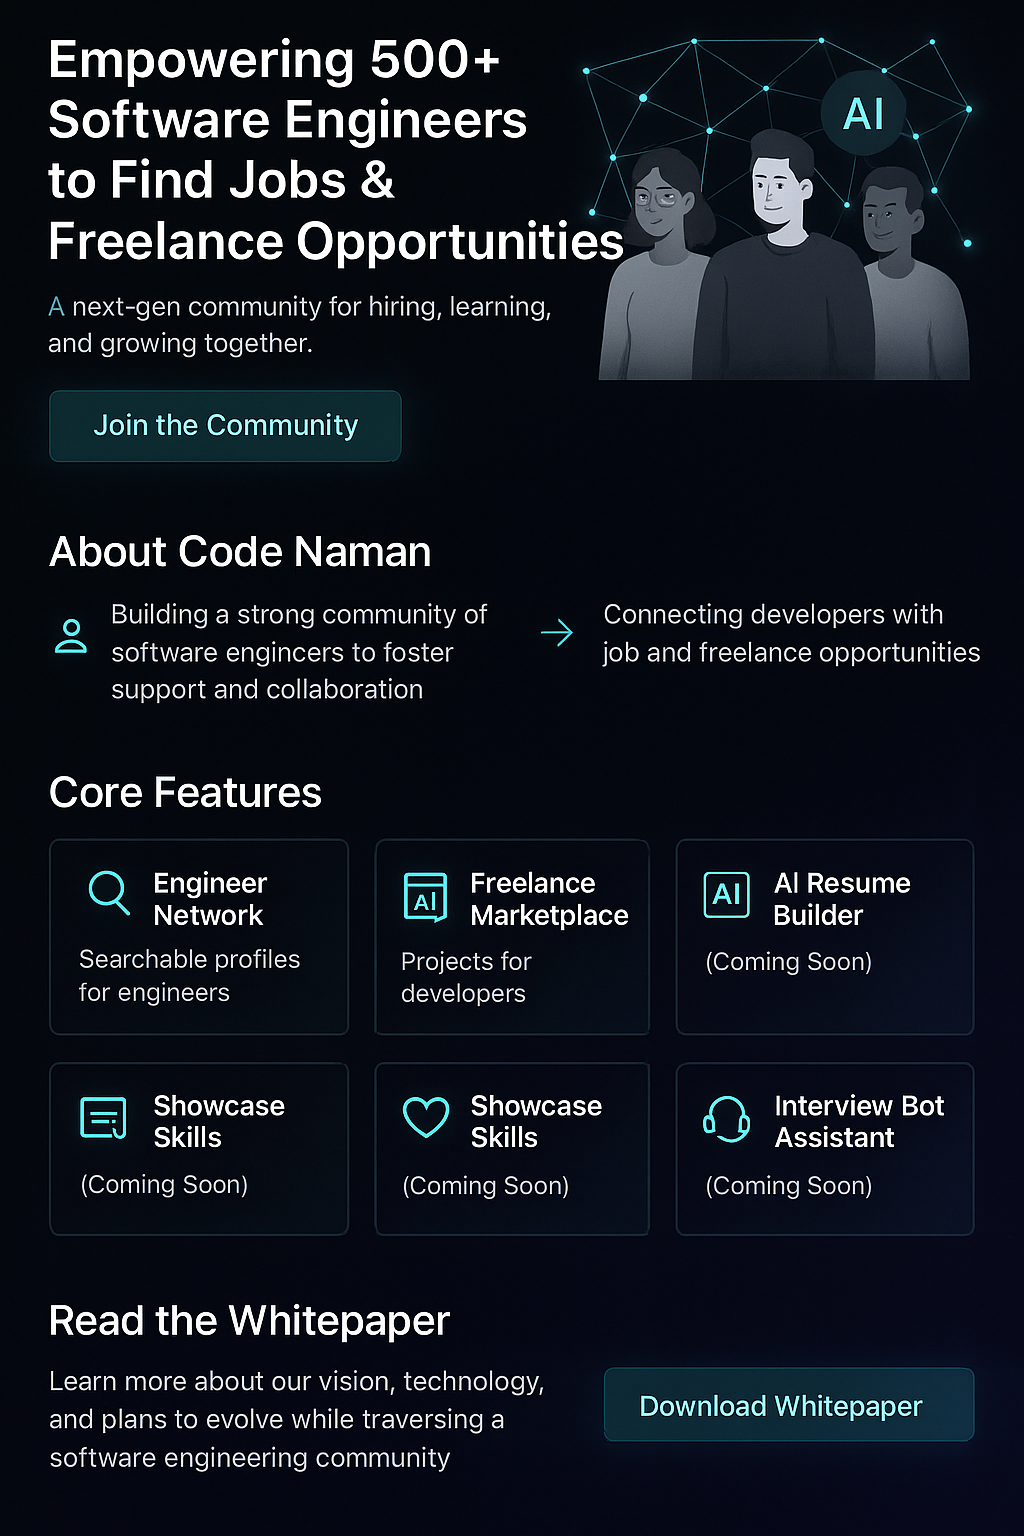 Empowering 500+
Software Engineers
to Find Jobs &
Freelance Opportunities
AI
A next-gen community for hiring, learning,
and growing together.
Join the Community
About Code Naman
Building a strong community of
software engincers to foster
support and collaboration
Connecting developers with
job and freelance opportunities
Core Features
Engineer
Network
Searchable profiles
for engineers
AI
Freelance
Marketplace
Projects for
developers
AI
AI Resume
Builder
(Coming Soon)
Showcase
Skills
(Coming Soon)
Showcase
Skills
(Coming Soon)
Interview Bot
Assistant
(Coming Soon)
Read the Whitepaper
Learn more about our vision, technology,
and plans to evolve while traversing a
software engineering community
Download Whitepaper